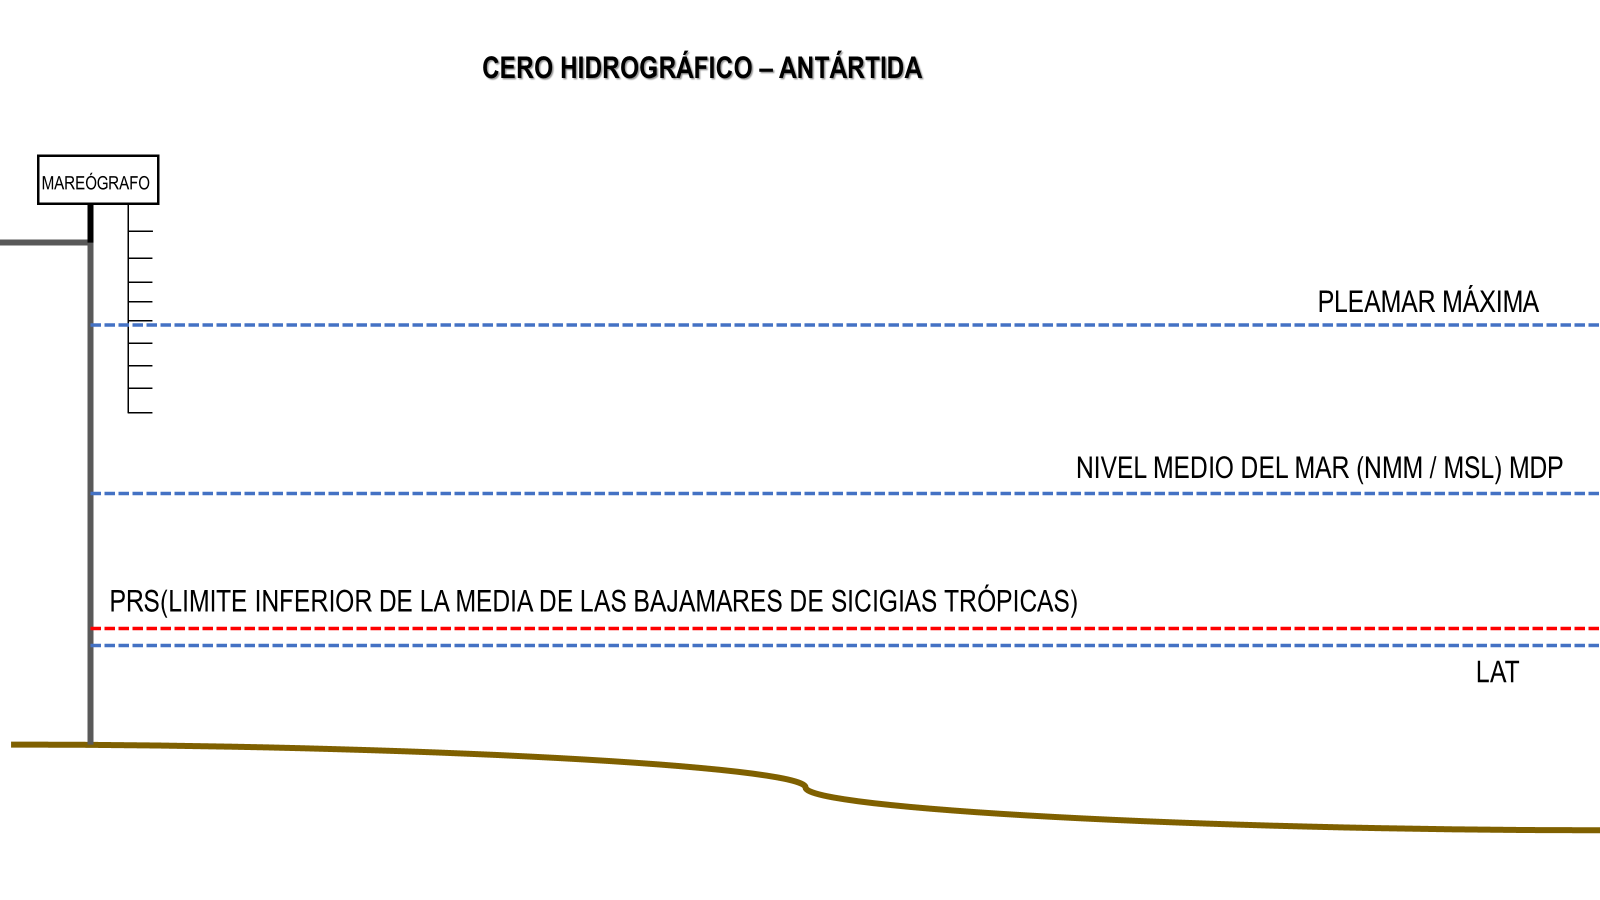 CERO HIDROGRÁFICO – ANTÁRTIDA
MAREÓGRAFO
PLEAMAR MÁXIMA
NIVEL MEDIO DEL MAR (NMM / MSL) MDP
PRS(LIMITE INFERIOR DE LA MEDIA DE LAS BAJAMARES DE SICIGIAS TRÓPICAS)
LAT